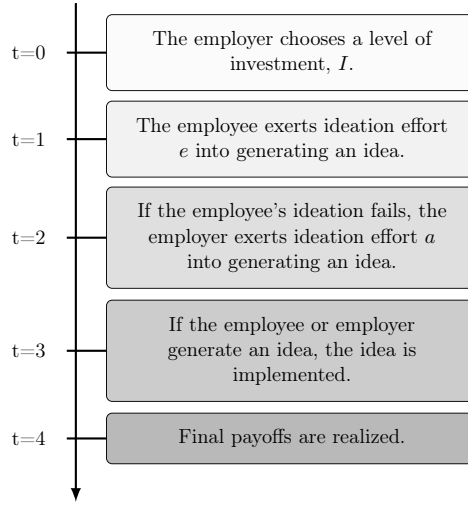 t=0
The employer chooses a level of
investment, I.
t=1
The employee exerts ideation effort
e into generating an idea.
t=2
If the employee's ideation fails, the
employer exerts ideation effort a
into generating an idea.
t=3
If the employee or employer
generate an idea, the idea is
implemented.
t=4
Final payoffs are realized.